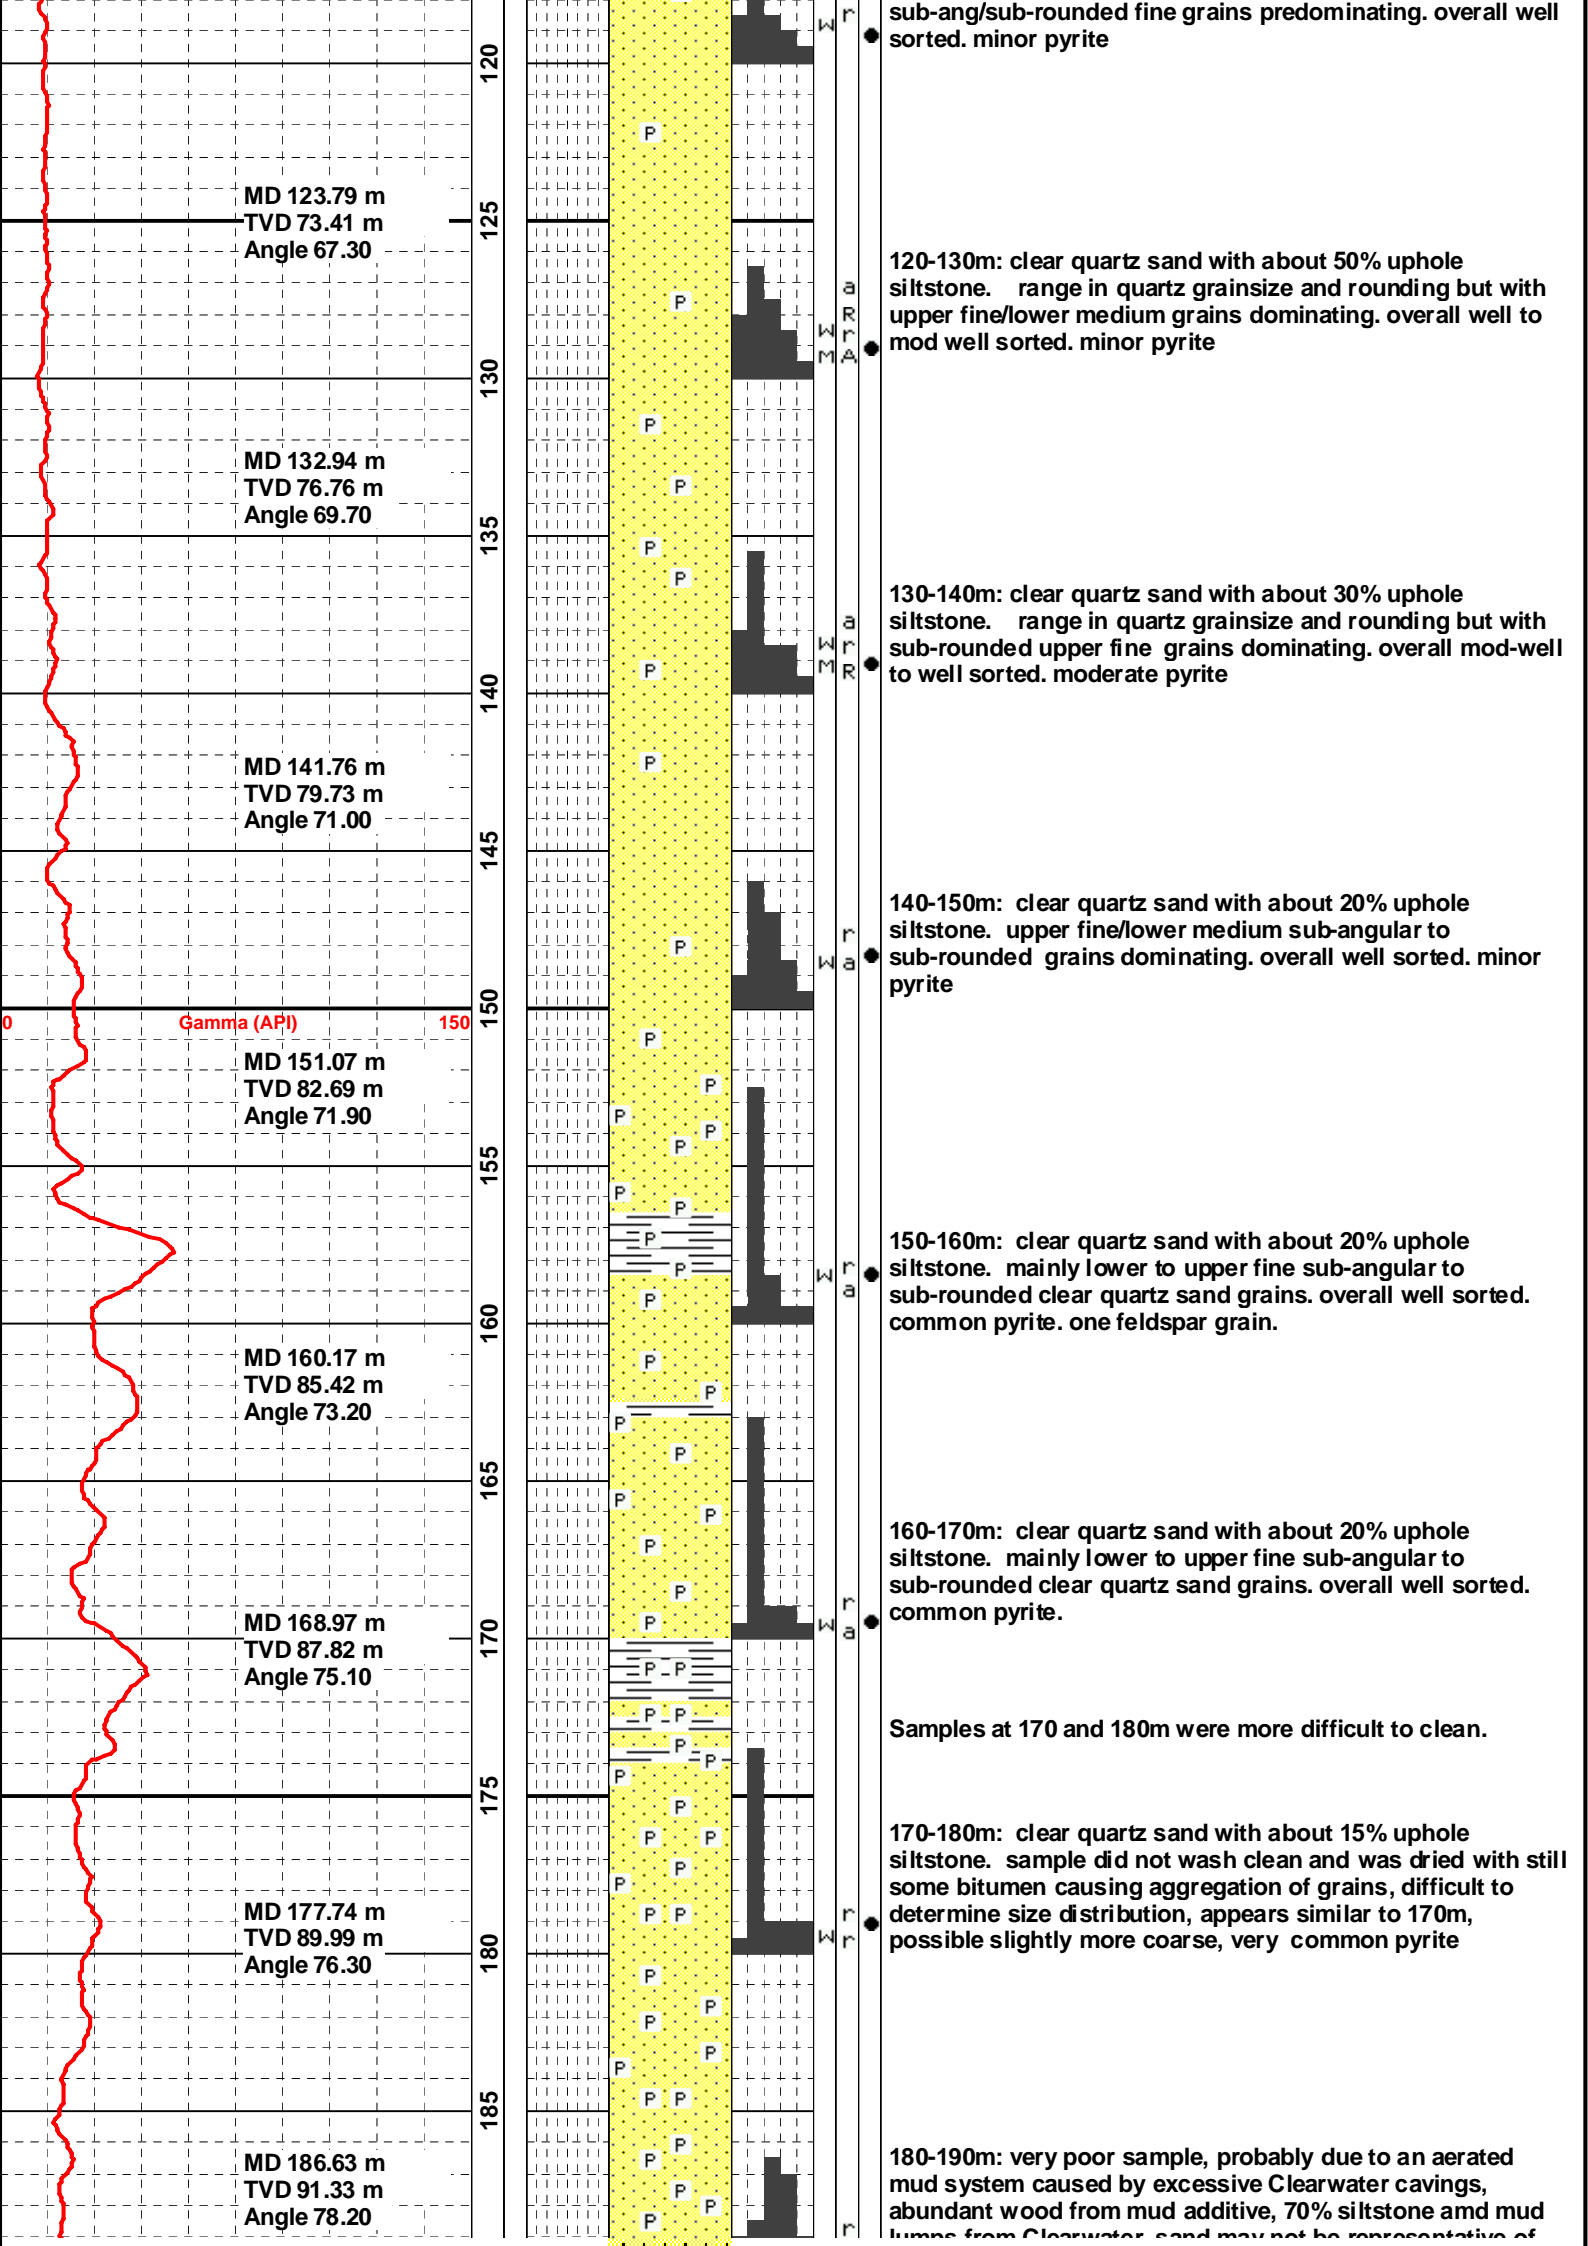 sub-ang/sub-rounded fine grains predominating. overall well
sorted. minor pyrite
120
MD 123.79 m
TVD 73.41 m
Angle 67.30
125
120-130m: clear quartz sand with about 50% uphole
siltstone. range in quartz grainsize and rounding but with
upper fine/lower medium grains dominating. overall well to
mod well sorted. minor pyrite
130
MD 132.94 m
TVD 76.76 m
Angle 69.70
135
130-140m: clear quartz sand with about 30% uphole
siltstone. range in quartz grainsize and rounding but with
sub-rounded upper fine grains dominating. overall mod-well
to well sorted. moderate pyrite
140
MD 141.76 m
TVD 79.73 m
Angle 71.00
145
140-150m: clear quartz sand with about 20% uphole
siltstone. upper fine/lower medium sub-angular to
sub-rounded grains dominating. overall well sorted. minor
pyrite
150
0 Gamma (API) 150
MD 151.07 m
TVD 82.69 m
Angle 71.90
155
150-160m: clear quartz sand with about 20% uphole
siltstone. mainly lower to upper fine sub-angular to
sub-rounded clear quartz sand grains. overall well sorted.
common pyrite. one feldspar grain.
160
MD 160.17 m
TVD 85.42 m
Angle 73.20
165
160-170m: clear quartz sand with about 20% uphole
siltstone. mainly lower to upper fine sub-angular to
sub-rounded clear quartz sand grains. overall well sorted.
common pyrite.
MD 168.97 m
TVD 87.82 m
Angle 75.10
170
Samples at 170 and 180m were more difficult to clean.
175
170-180m: clear quartz sand with about 15% uphole
siltstone. sample did not wash clean and was dried with still
some bitumen causing aggregation of grains, difficult to
determine size distribution, appears similar to 170m,
possible slightly more coarse, very common pyrite
MD 177.74 m
TVD 89.99 m
Angle 76.30
180
185
MD 186.63 m
TVD 91.33 m
Angle 78.20
180-190m: very poor sample, probably due to an aerated
mud system caused by excessive Clearwater cavings,
abundant wood from mud additive, 70% siltstone amd mud
lumps from Clearwater, sand may not be representative of